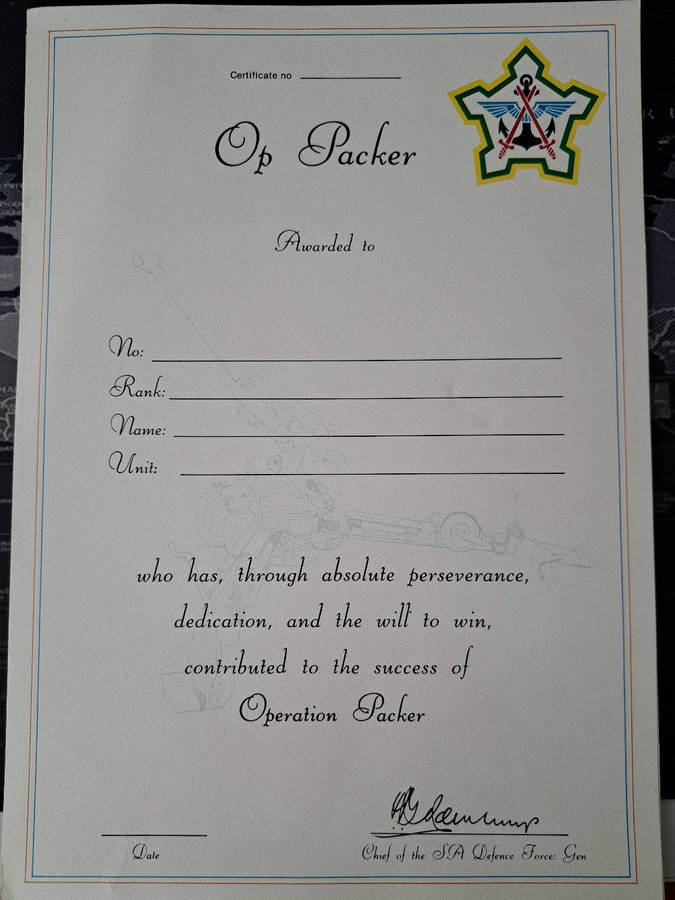 Certificate no
Op Packer
Awarded to
No:
Rank:
Name:
Unit:
who has, through absolute perseverance,
dedication, and the will to win,
contributed to the success of
Operation Packer
Date
Chief of the SA Defence Force: Gen